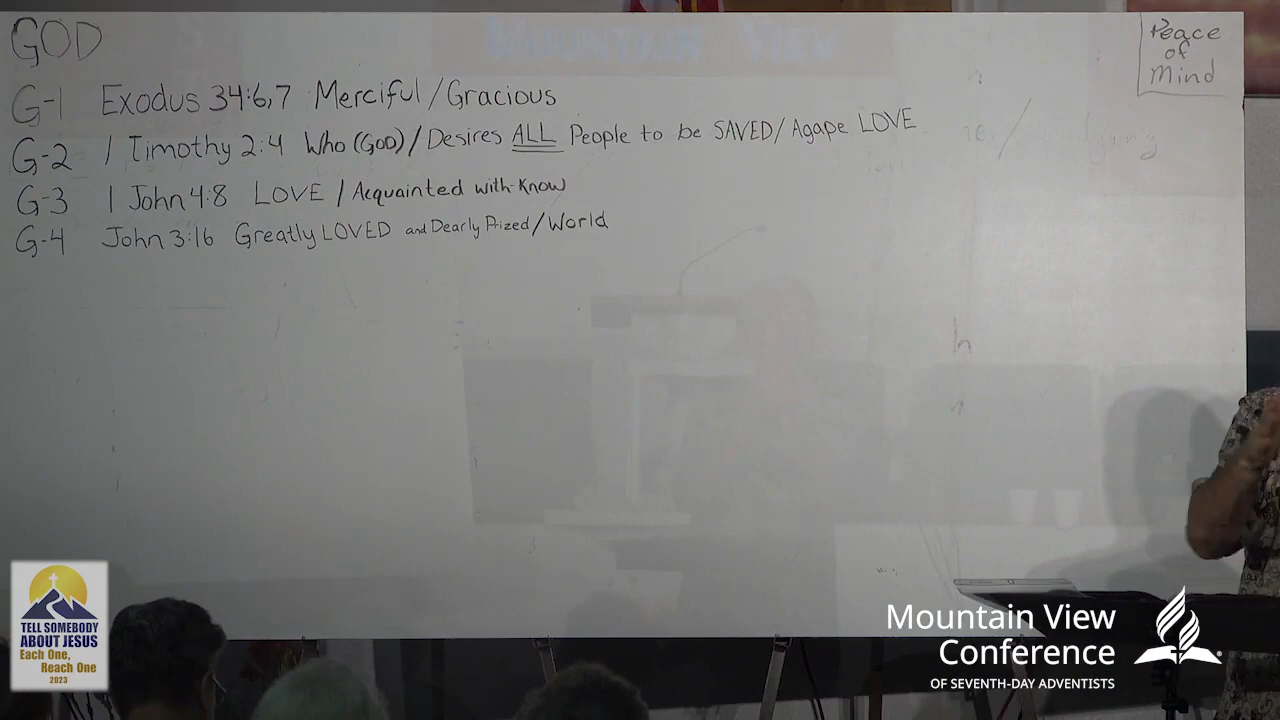 GOD
Peace
of
Mind
MOUNTAIN VIEW
G-1 Exodus 34:6,7 Merciful/Gracious
G-2 1 Timothy 2:4 Who (GOD)/Desires ALL People to be SAVED/Agape LOVE
G-3 1 John 4:8 LOVE / Acquainted with-Know
G-4 John 3:16 Greatly LOVED and Dearly Prized/World
TELL SOMEBODY
ABOUT JESUS
Each One,
Reach One
2023
Mountain View
Conference
OF SEVENTH-DAY ADVENTISTS